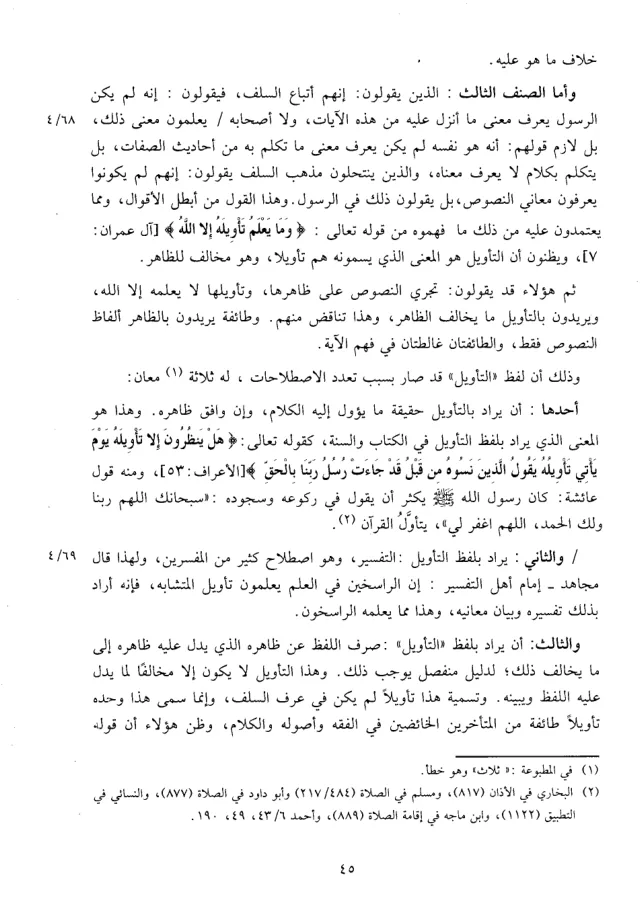 خلاف ما هو عليه.
وأما الصنف الثالث : الذين يقولون: إنهم أتباع السلف، فيقولون : إنه لم يكن
الرسول يعرف معنى ما أنزل عليه من هذه الآيات، ولا أصحابه / يعلمون معنى ذلك، ٤/٦٨
بل لازم قولهم: أنه هو نفسه لم يكن يعرف معنى ما تكلم به من أحاديث الصفات، بل
يتكلم بكلام لا يعرف معناه، والذين ينتحلون مذهب السلف يقولون: إنهم لم يكونوا
يعرفون معاني النصوص،بل يقولون ذلك في الرسول.وهذا القول من أبطل الأقوال، ومما
يعتمدون عليه من ذلك ما فهموه من قوله تعالى : ﴿ وَمَا يَعْلَمُ تَأْوِيلَهُ إِلا اللَّهُ ﴾ [آل عمران:
٧]، ويظنون أن التأويل هو المعنى الذي يسمونه هم تأويلا، وهو مخالف للظاهر.
ثم هؤلاء قد يقولون: تجري النصوص على ظاهرها، وتأويلها لا يعلمه إلا الله،
ويريدون بالتأويل ما يخالف الظاهر، وهذا تناقض منهم. وطائفة يريدون بالظاهر ألفاظ
النصوص فقط، والطائفتان غالطتان في فهم الآية.
وذلك أن لفظ «التأويل» قد صار بسبب تعدد الاصطلاحات ، له ثلاثة (١) معان:
أحدها : أن يراد بالتأويل حقيقة ما يؤول إليه الكلام، وإن وافق ظاهره. وهذا هو
المعنى الذي يراد بلفظ التأويل في الكتاب والسنة، كقوله تعالى:﴿ هَلْ يَنظُرُونَ إِلا تَأْوِيلَهُ يَوْمَ
يَأْتِي تَأْوِيلُهُ يَقُولُ الَّذِينَ نَسُوهُ مِن قَبْلُ قَدْ جَاءَتْ رُسُلُ رَبِّنَا بِالْحَقِّ ﴾[الأعراف:٥٣]، ومنه قول
عائشة: كان رسول الله ﷺ يكثر أن يقول في ركوعه وسجوده :«سبحانك اللهم ربنا
ولك الحمد، اللهم اغفر لي»، يتأوَّلُ القرآن (٢).
/ والثاني : يراد بلفظ التأويل :التفسير، وهو اصطلاح كثير من المفسرين، ولهذا قال ٤/٦٩
مجاهد ـ إمام أهل التفسير : إن الراسخين في العلم يعلمون تأويل المتشابه، فإنه أراد
بذلك تفسيره وبيان معانيه، وهذا مما يعلمه الراسخون.
والثالث: أن يراد بلفظ «التأويل» :صرف اللفظ عن ظاهره الذي يدل عليه ظاهره إلى
ما يخالف ذلك؛ لدليل منفصل يوجب ذلك. وهذا التأويل لا يكون إلا مخالفًا لما يدل
عليه اللفظ ويبينه. وتسمية هذا تأويلاً لم يكن في عرف السلف، وإنما سمى هذا وحده
تأويلاً طائفة من المتأخرين الخائضين في الفقه وأصوله والكلام، وظن هؤلاء أن قوله
(١) في المطبوعة :« ثلاث» وهو خطأ.
(٢) البخاري في الأذان (٨١٧)، ومسلم في الصلاة (٢١٧/٤٨٤) وأبو داود في الصلاة (٨٧٧)، والنسائي في
التطبيق (١١٢٢)، وابن ماجه في إقامة الصلاة (٨٨٩)، وأحمد ٤٣/٦، ٤٩، ١٩٠.
٤٥